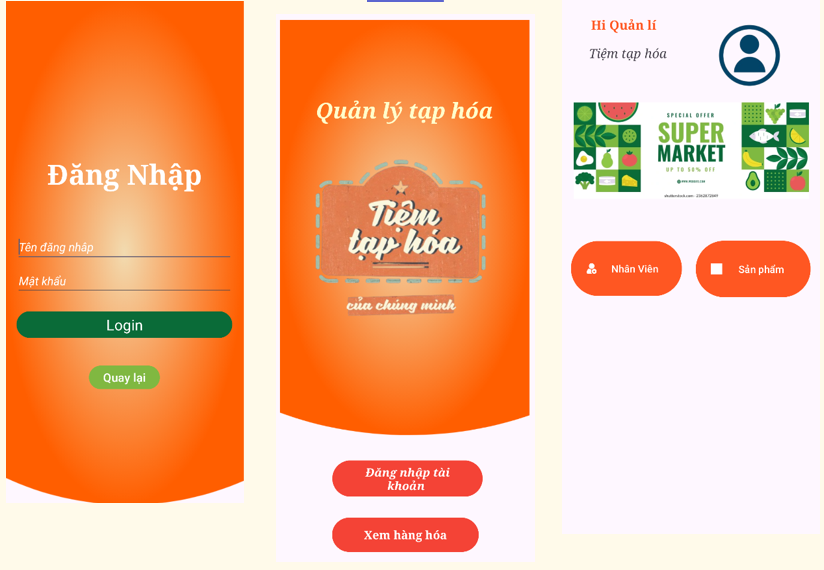 Đăng Nhập
Tên đăng nhập
Mật khẩu
Login
Quay lại
Quản lý tạp hóa
Tiệm
tạp hóa
của chúng mình
Đăng nhập tài
khoản
Xem hàng hóa
Hi Quản lí
Tiệm tạp hóa
SPECIAL OFFER
SUPER
MARKET
UP TO 50% OFF
Nhân Viên
Sản phẩm